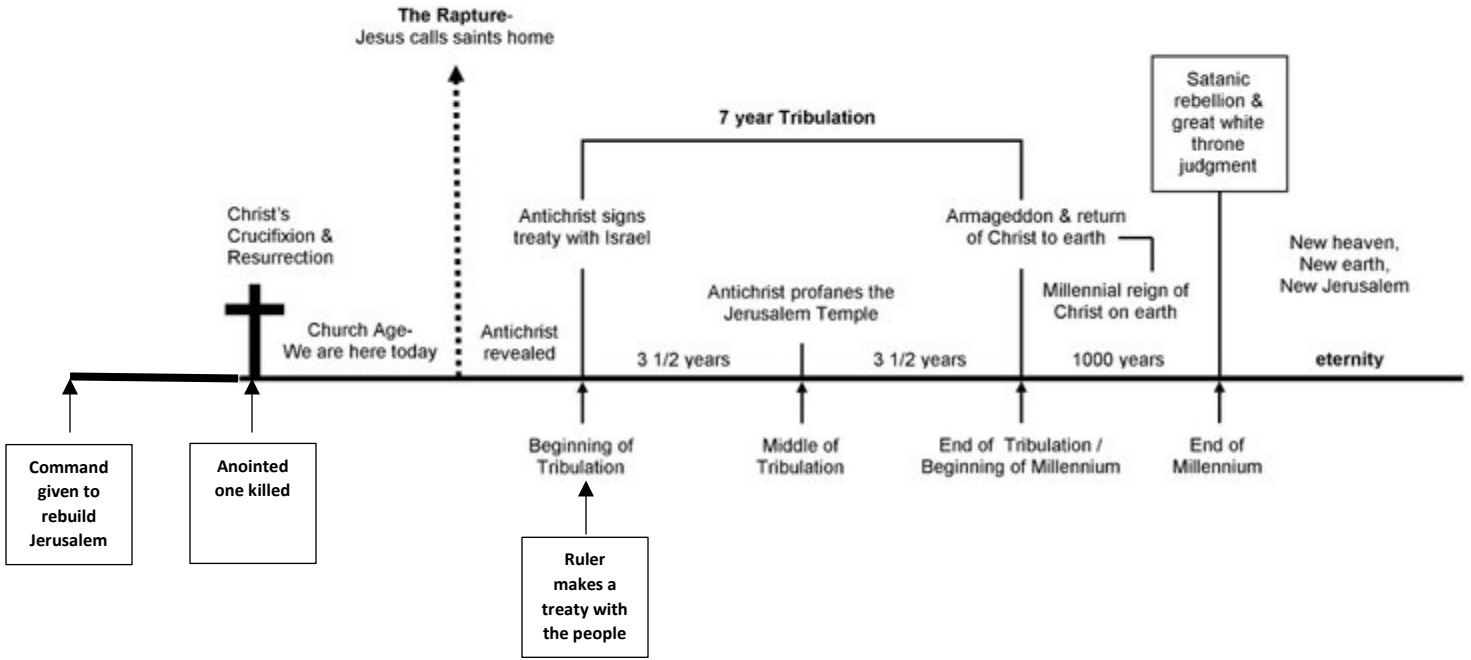 The Rapture-
Jesus calls saints home
Satanic
rebellion &
great white
throne
judgment
7 year Tribulation
Christ's
Crucifixion &
Resurrection
Antichrist signs
treaty with Israel
Armageddon & return
of Christ to earth
New heaven,
New earth,
New Jerusalem
Antichrist profanes the
Jerusalem Temple
Millennial reign of
Christ on earth
Church Age-
We are here today
Antichrist
revealed
3 1/2 years
3 1/2 years
1000 years
eternity
Command
given to
rebuild
Jerusalem
Anointed
one killed
Beginning of
Tribulation
Middle of
Tribulation
End of Tribulation /
Beginning of Millennium
End of
Millennium
Ruler
makes a
treaty with
the people